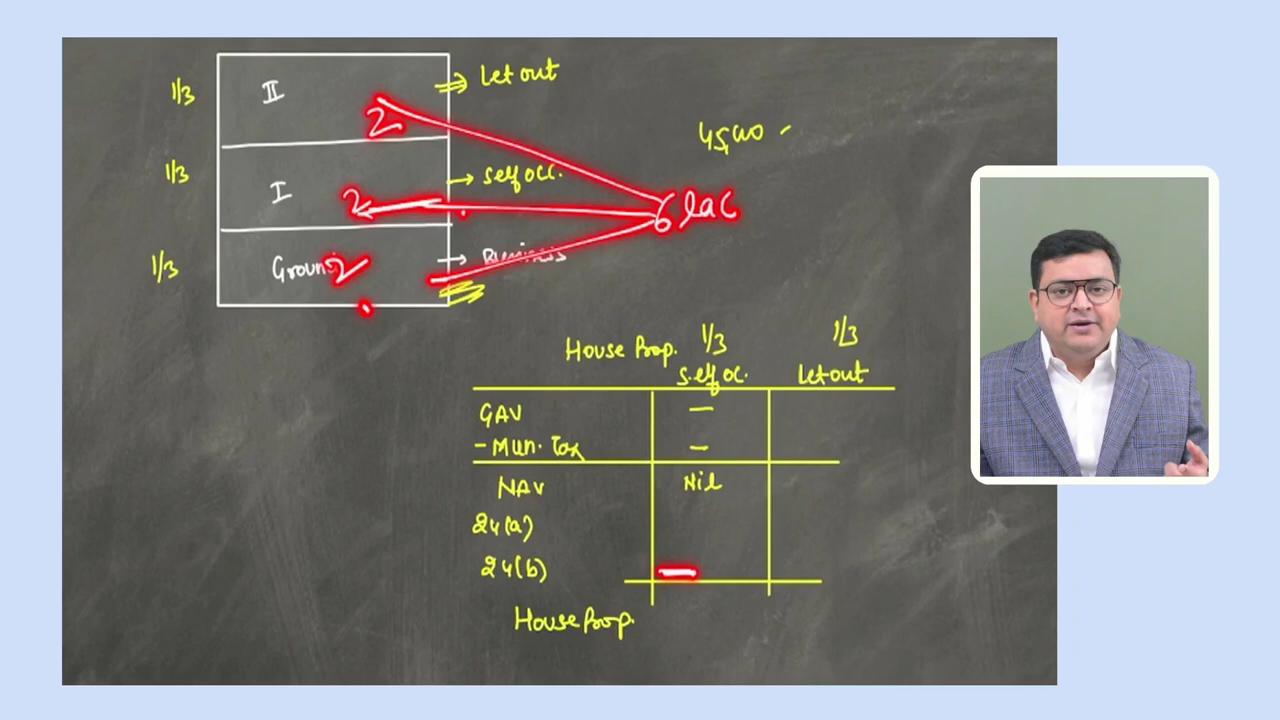 1/3 II 2 → Let out
45,000
1/3 I 2 → Self occ.
6 lac
1/3 Ground 2 → Business
House Prop. 1/3 1/3
Self oc. Let out
GAV —
- Mun. Tax —
NAV Nil
24(a)
24(b) —
House Prop.